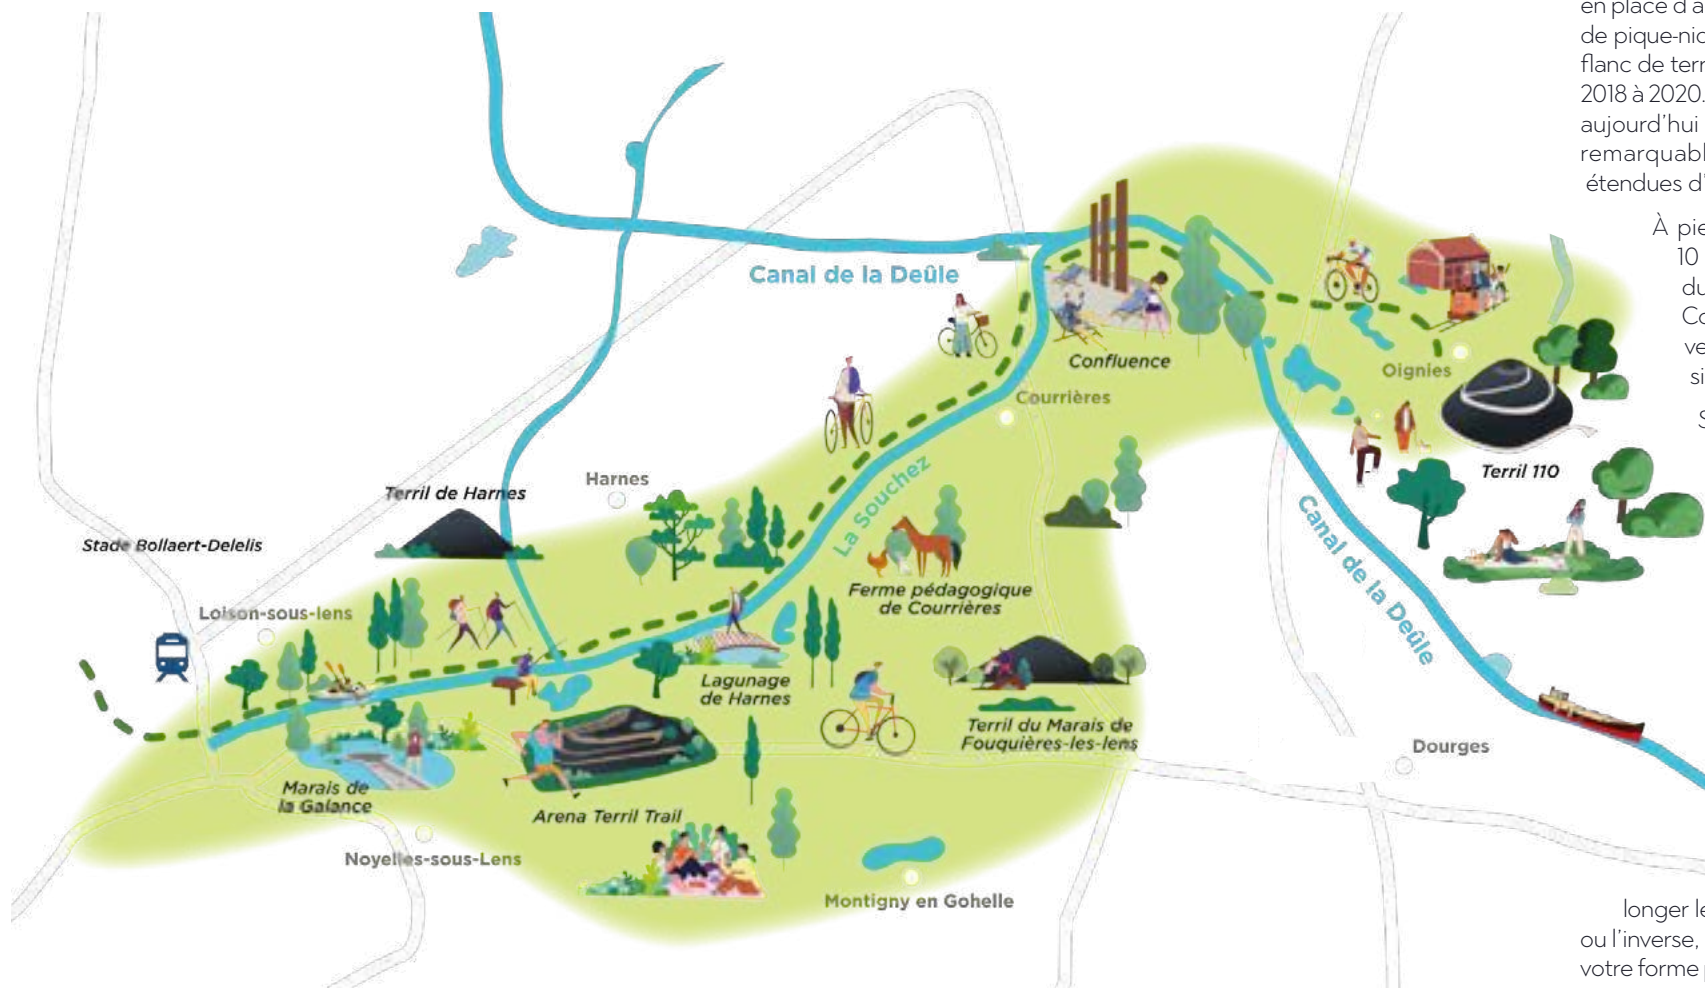 en place d'a
de pique-nic
flanc de terr
2018 à 2020.
aujourd'hui
remarquabl
étendues d'
À pie
10
du
Co
ve
si
S
Canal de la Deûle
Confluence
Courrières
Oignies
Terril 110
Canal de la Deûle
La Souchez
Harnes
Terril de Harnes
Stade Bollaert-Delelis
Loison-sous-lens
Ferme pédagogique
de Courrières
Lagunage
de Harnes
Terril du Marais de
Fouquières-les-lens
Dourges
Marais de
la Galance
Arena Terril Trail
Noyelles-sous-Lens
Montigny en Gohelle
longer le
ou l'inverse,
votre forme p